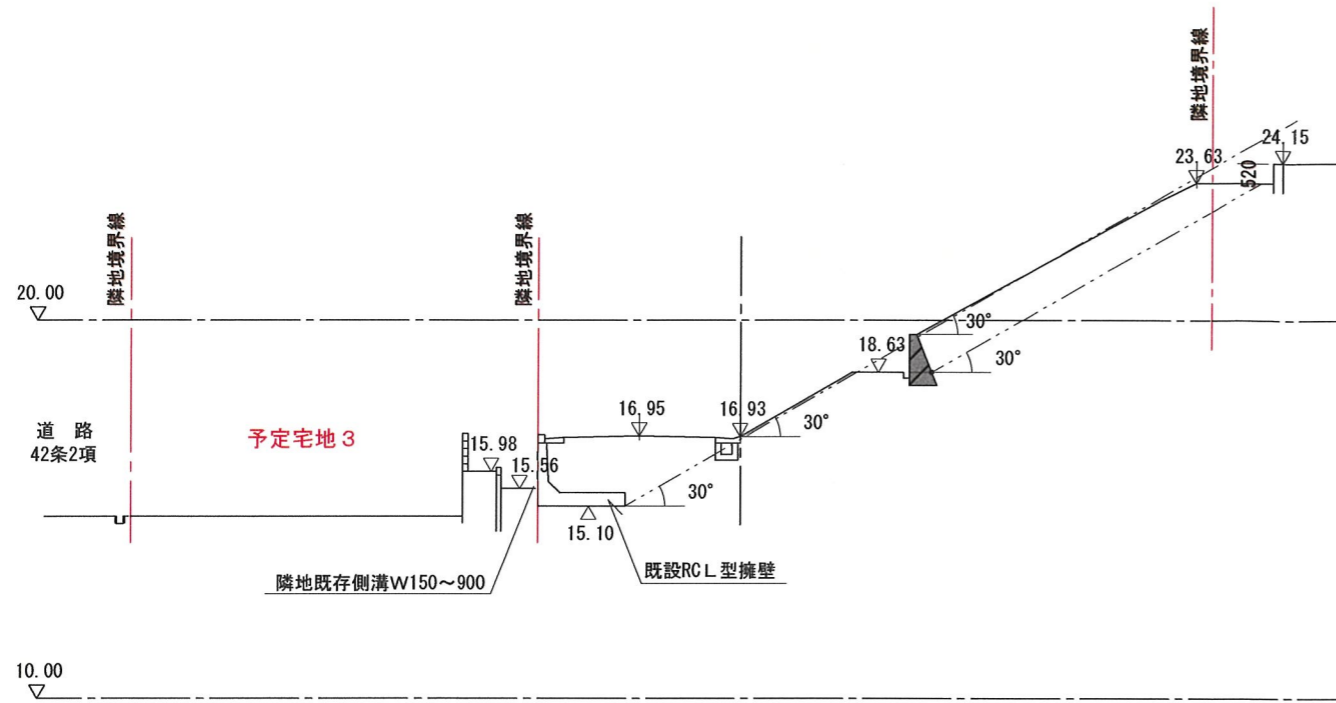 隣地境界線
24.15
23.63
520
隣地境界線
隣地境界線
20.00
30°
18.63
30°
16.95
16.93
30°
道 路
42条2項
予定宅地3
15.98
15.56
30°
15.10
隣地既存側溝W150～900
既設RCL型擁壁
10.00